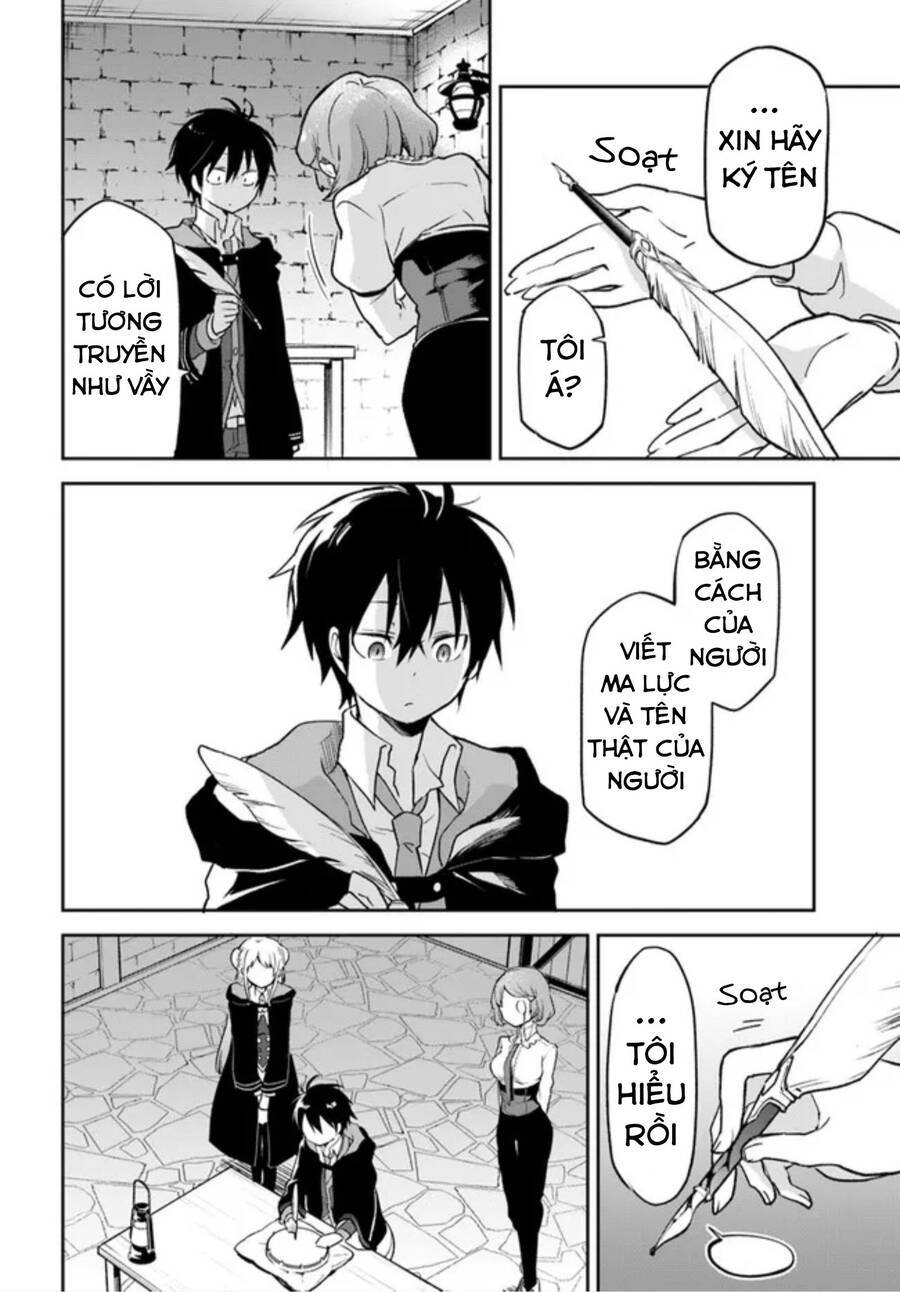 ...
XIN HÃY
KÝ TÊN
Soạt
TÔI
Á?
CÓ LỜI
TƯƠNG
TRUYỀN
NHƯ VẦY
BẰNG
CÁCH
CỦA
NGƯỜI
VIẾT
MA LỰC
VÀ TÊN
THẬT CỦA
NGƯỜI
Soạt
...
TÔI
HIỂU
RỒI